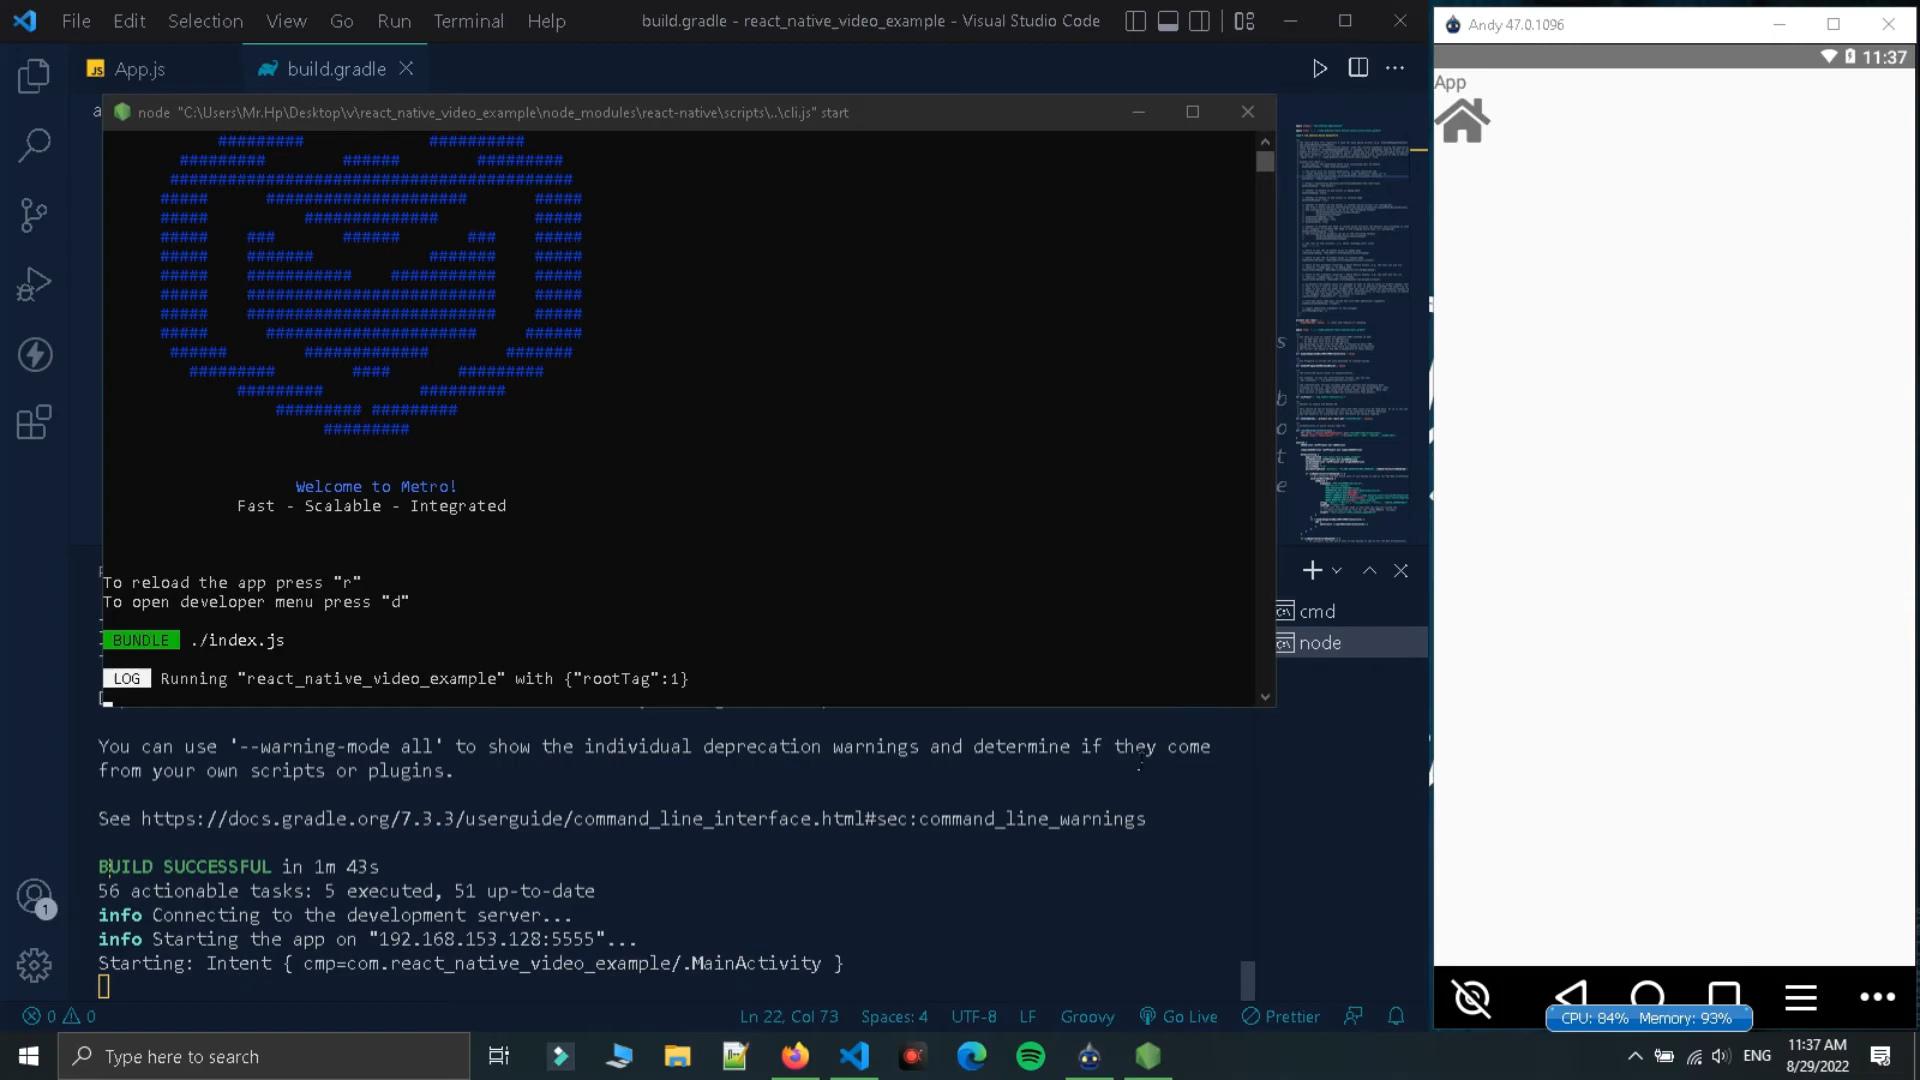 File Edit Selection View Go Run Terminal Help
build.gradle - react_native_video_example - Visual Studio Code
JS App.js
build.gradle
node "C:\Users\Mr.Hp\Desktop\v\react_native_video_example\node_modules\react-native\scripts\..\cli.js" start
Welcome to Metro!
Fast - Scalable - Integrated
To reload the app press "r"
To open developer menu press "d"
BUNDLE ./index.js
LOG Running "react_native_video_example" with {"rootTag":1}
cmd
node
You can use '--warning-mode all' to show the individual deprecation warnings and determine if they come
from your own scripts or plugins.
See https://docs.gradle.org/7.3.3/userguide/command_line_interface.html#sec:command_line_warnings
BUILD SUCCESSFUL in 1m 43s
56 actionable tasks: 5 executed, 51 up-to-date
info Connecting to the development server...
info Starting the app on "192.168.153.128:5555"...
Starting: Intent { cmp=com.react_native_video_example/.MainActivity }
1
0 0
Ln 22, Col 73 Spaces: 4 UTF-8 LF Groovy Go Live Prettier
Andy 47.0.1096
11:37
App
CPU: 84% Memory: 93%
Type here to search
ENG
11:37 AM
8/29/2022